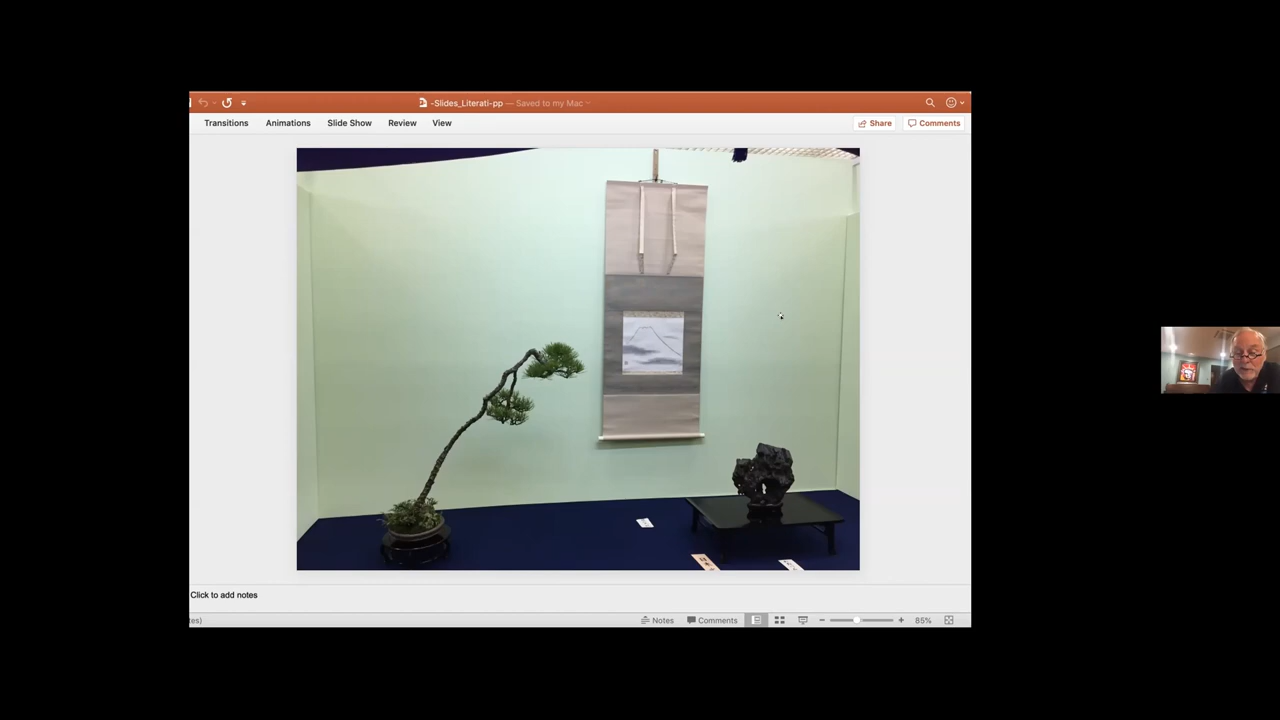 -Slides_Literati-pp — Saved to my Mac
Transitions Animations Slide Show Review View Share Comments
Click to add notes
Notes Comments 85%